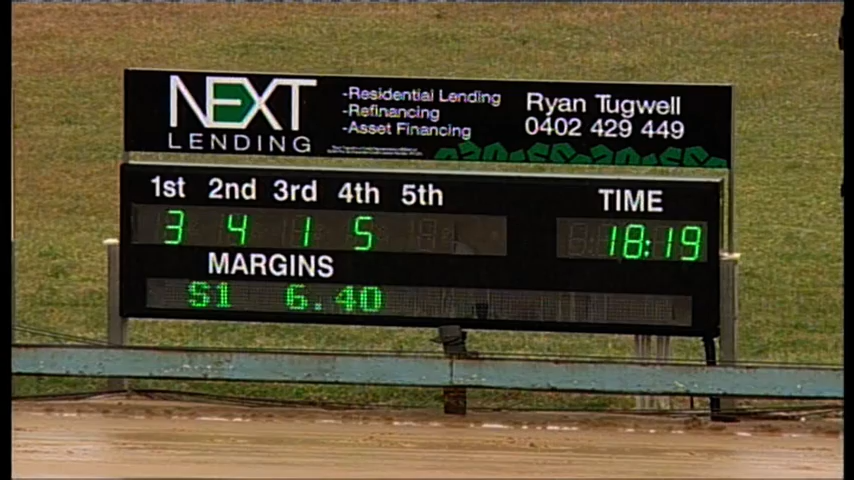 NEXT
LENDING
-Residential Lending
-Refinancing
-Asset Financing
Ryan Tugwell
0402 429 449
1st 2nd 3rd 4th 5th TIME
3 4 1 5 18:19
MARGINS
S1 6.40